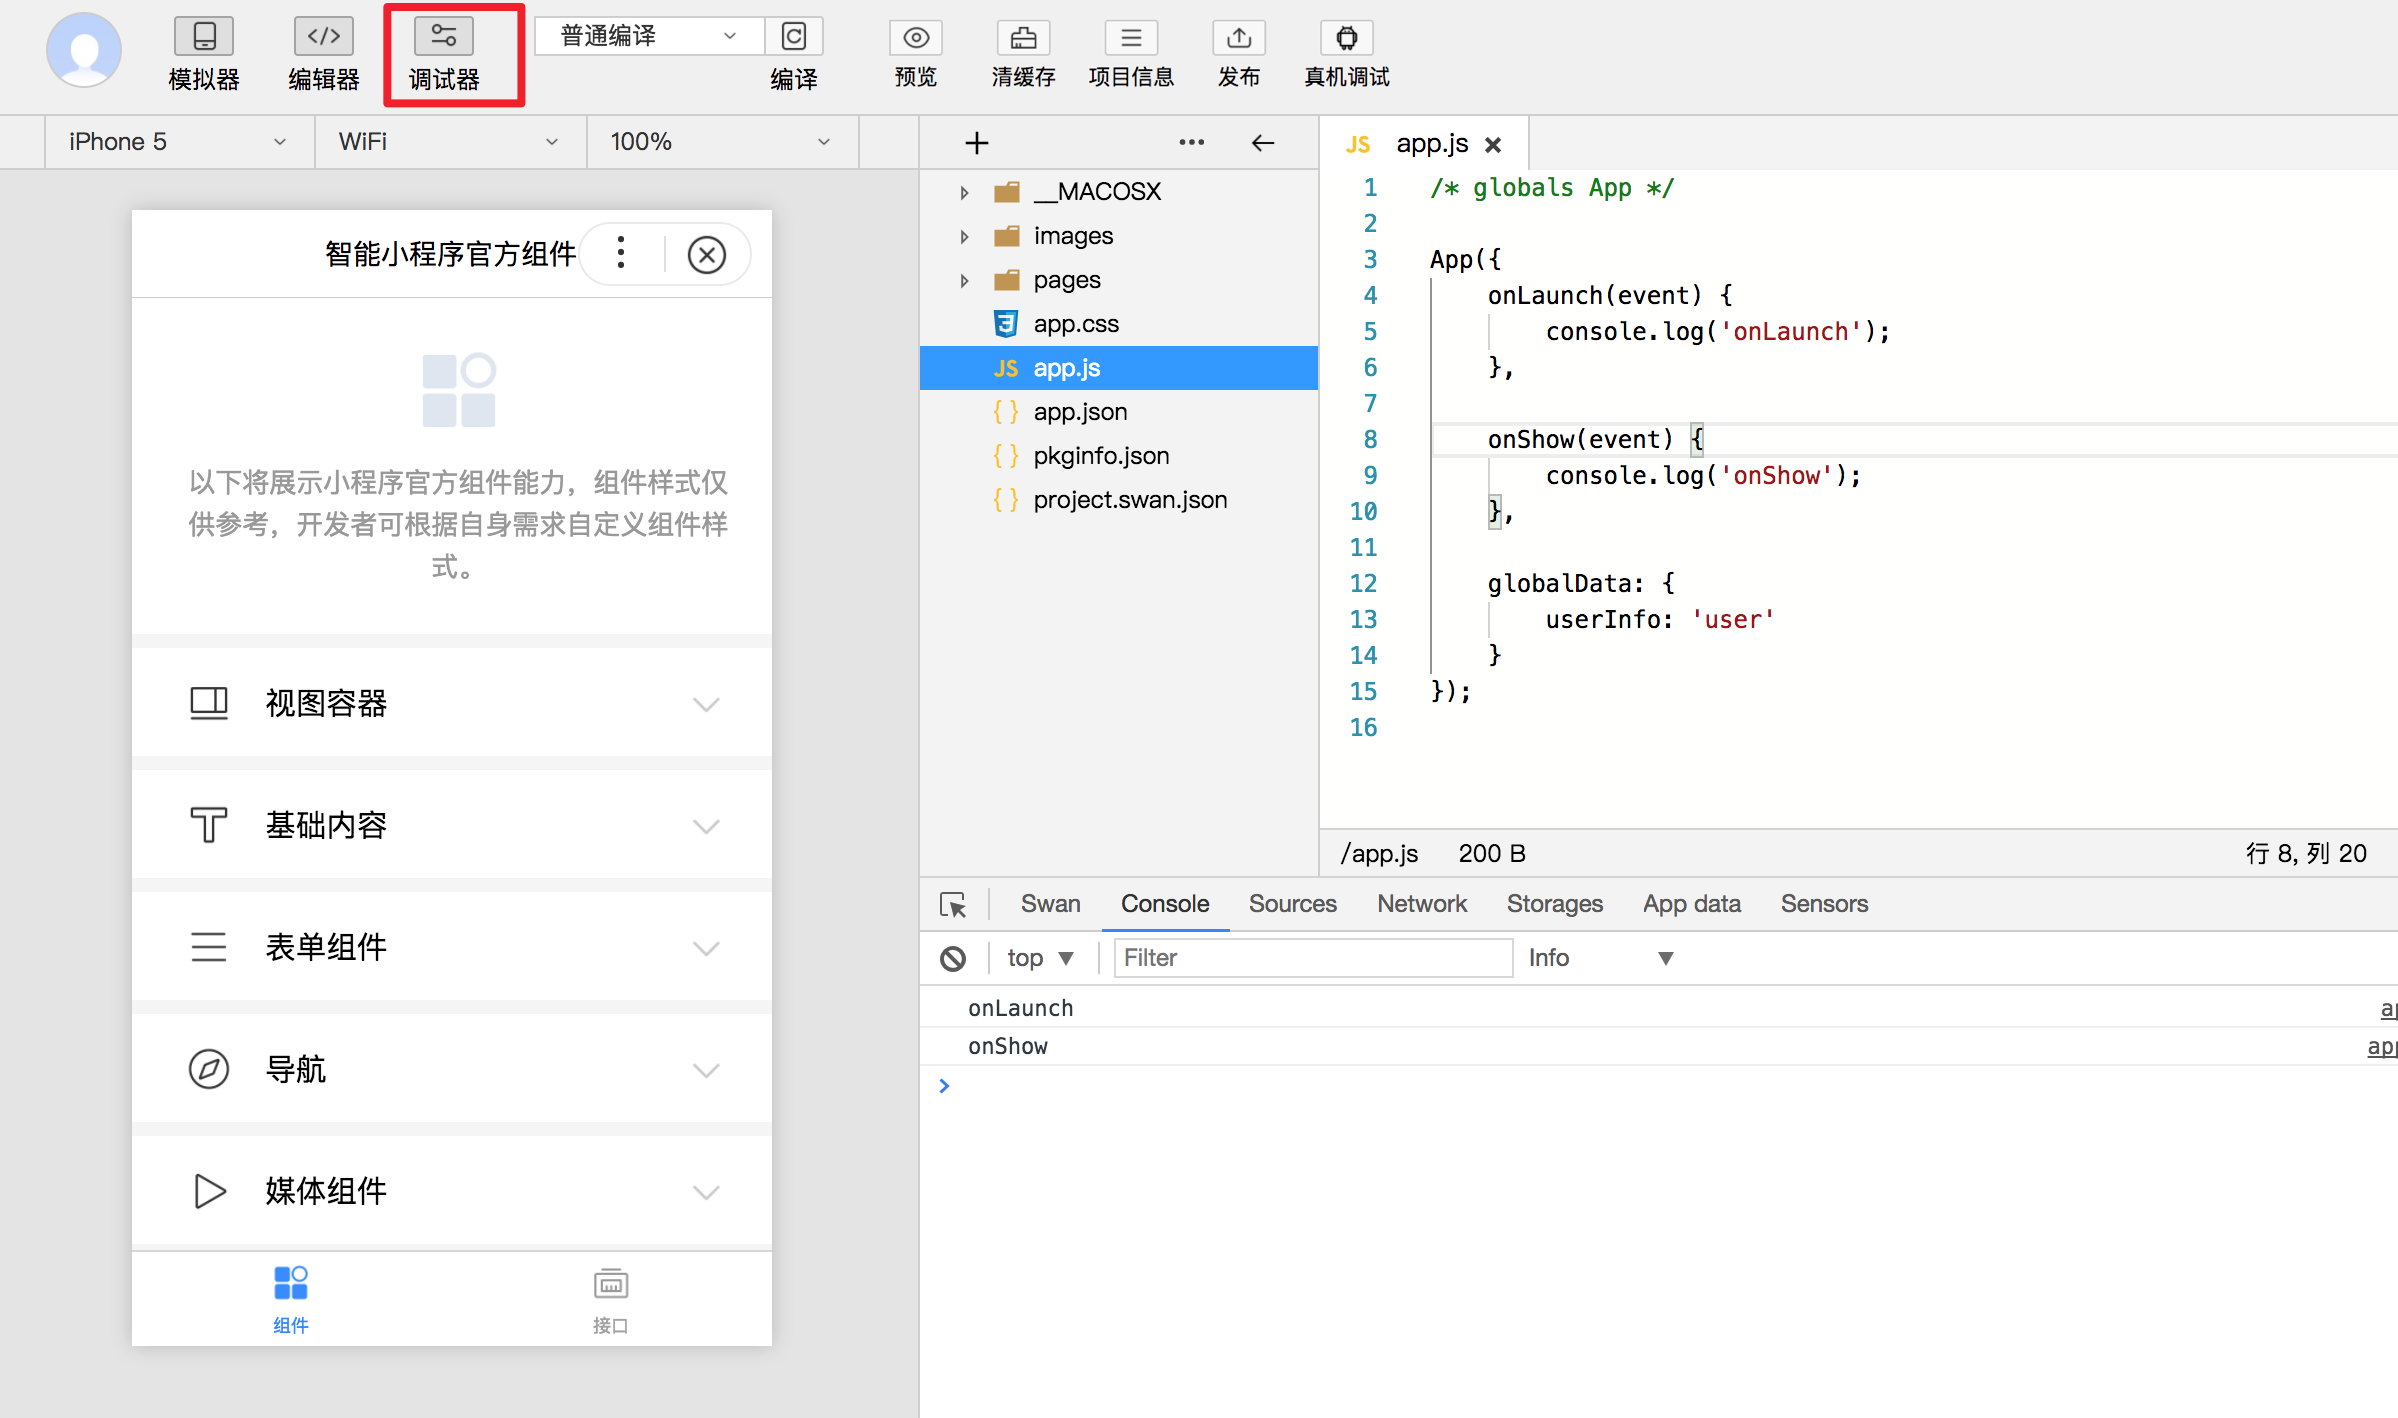 模拟器
编辑器
调试器
普通编译
编译
预览
清缓存
项目信息
发布
真机调试
iPhone 5
WiFi
100%
智能小程序官方组件
以下将展示小程序官方组件能力，组件样式仅
供参考，开发者可根据自身需求自定义组件样
式。
视图容器
基础内容
表单组件
导航
媒体组件
组件
接口
__MACOSX
images
pages
app.css
JS app.js
{ } app.json
{ } pkginfo.json
{ } project.swan.json
JS app.js
1 /* globals App */
2
3 App({
4 onLaunch(event) {
5 console.log('onLaunch');
6 },
7
8 onShow(event) {
9 console.log('onShow');
10 },
11
12 globalData: {
13 userInfo: 'user'
14 }
15 });
16
/app.js 200 B 行 8, 列 20
Swan Console Sources Network Storages App data Sensors
top Filter Info
onLaunch
onShow